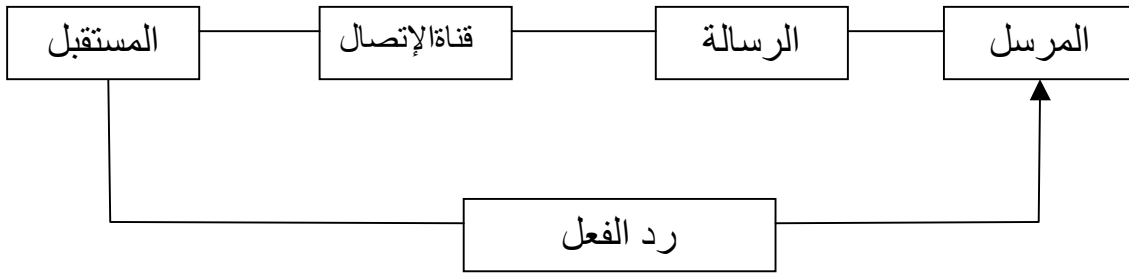 المرسل
الرسالة
قناةالإتصال
المستقبل
رد الفعل